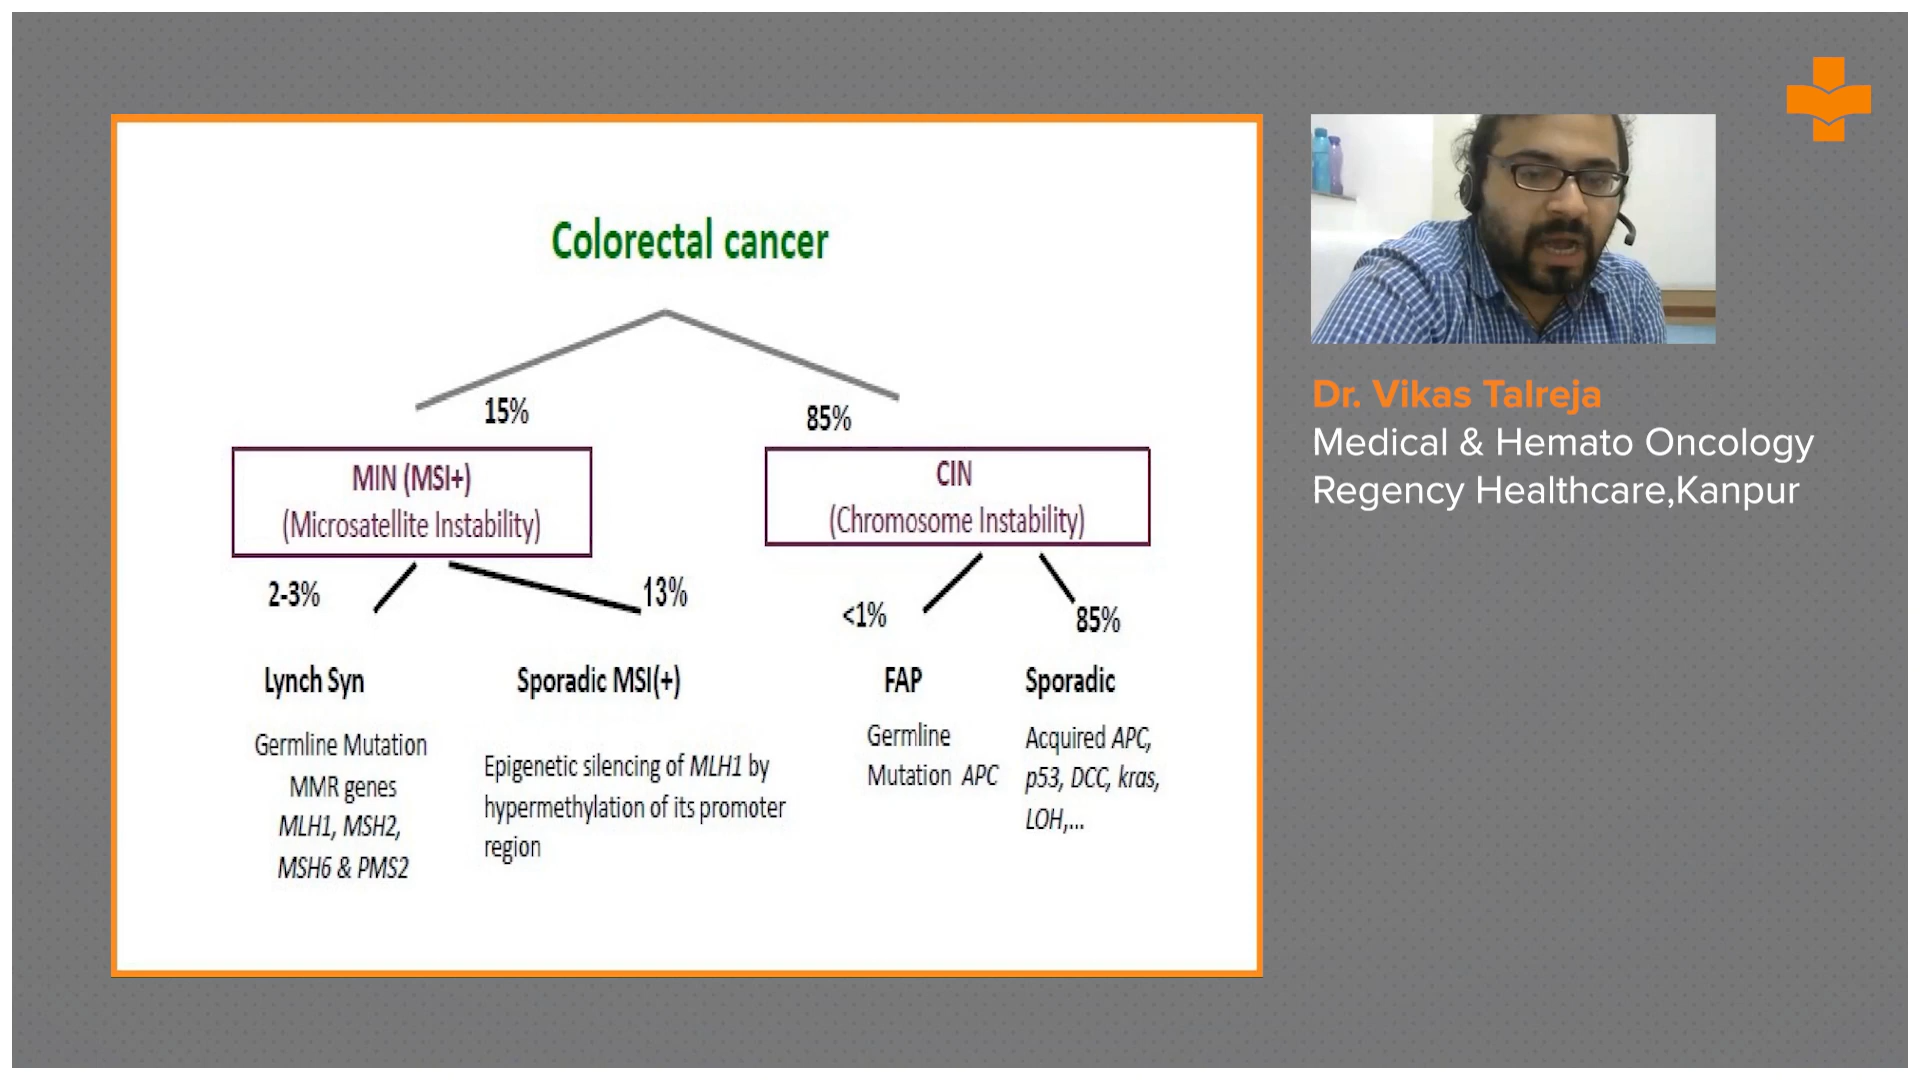 Colorectal cancer
15%
85%
MIN (MSI+)
(Microsatellite Instability)
CIN
(Chromosome Instability)
2-3%
13%
<1%
85%
Lynch Syn
Germline Mutation
MMR genes
MLH1, MSH2,
MSH6 & PMS2
Sporadic MSI(+)
Epigenetic silencing of MLH1 by
hypermethylation of its promoter
region
FAP
Germline
Mutation APC
Sporadic
Acquired APC,
p53, DCC, kras,
LOH,...
Dr. Vikas Talreja
Medical & Hemato Oncology
Regency Healthcare,Kanpur